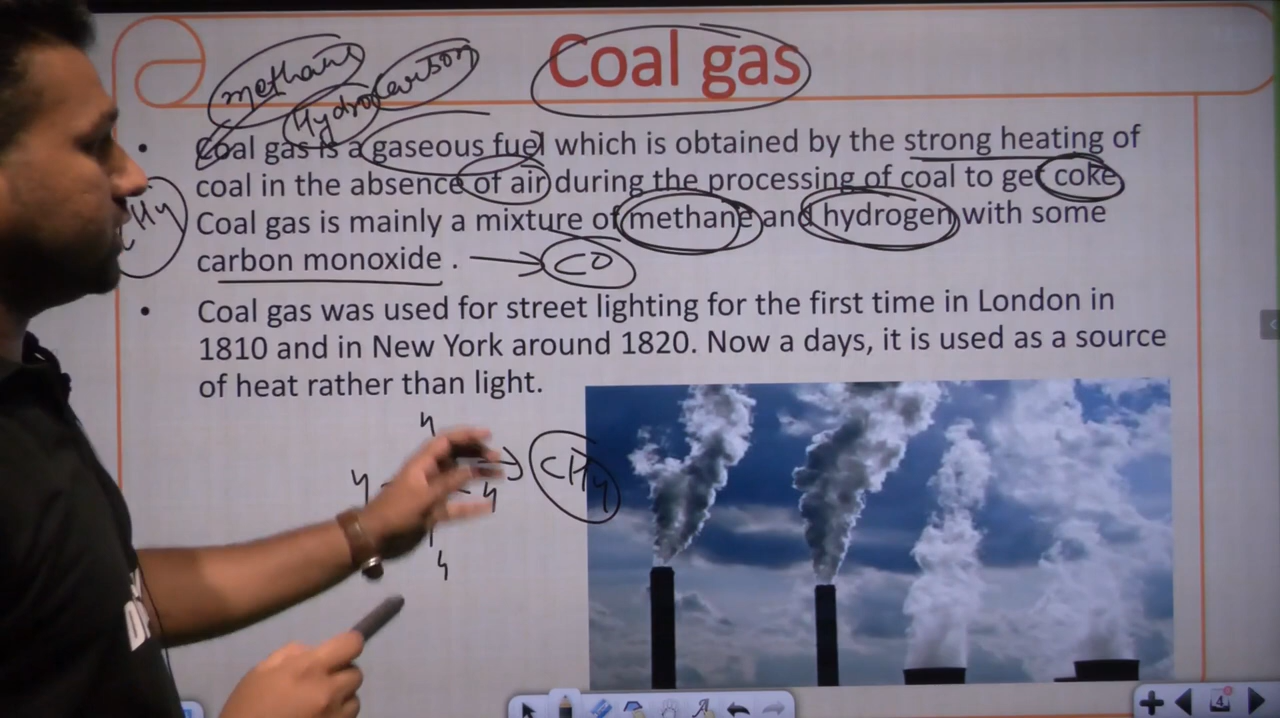 Coal gas
methane
Hydrocarbon
• Coal gas is a gaseous fuel which is obtained by the strong heating of
coal in the absence of air during the processing of coal to get coke
Coal gas is mainly a mixture of methane and hydrogen with some
carbon monoxide . → CO
CH4
• Coal gas was used for street lighting for the first time in London in
1810 and in New York around 1820. Now a days, it is used as a source
of heat rather than light.
H
H H → CH4
H
4